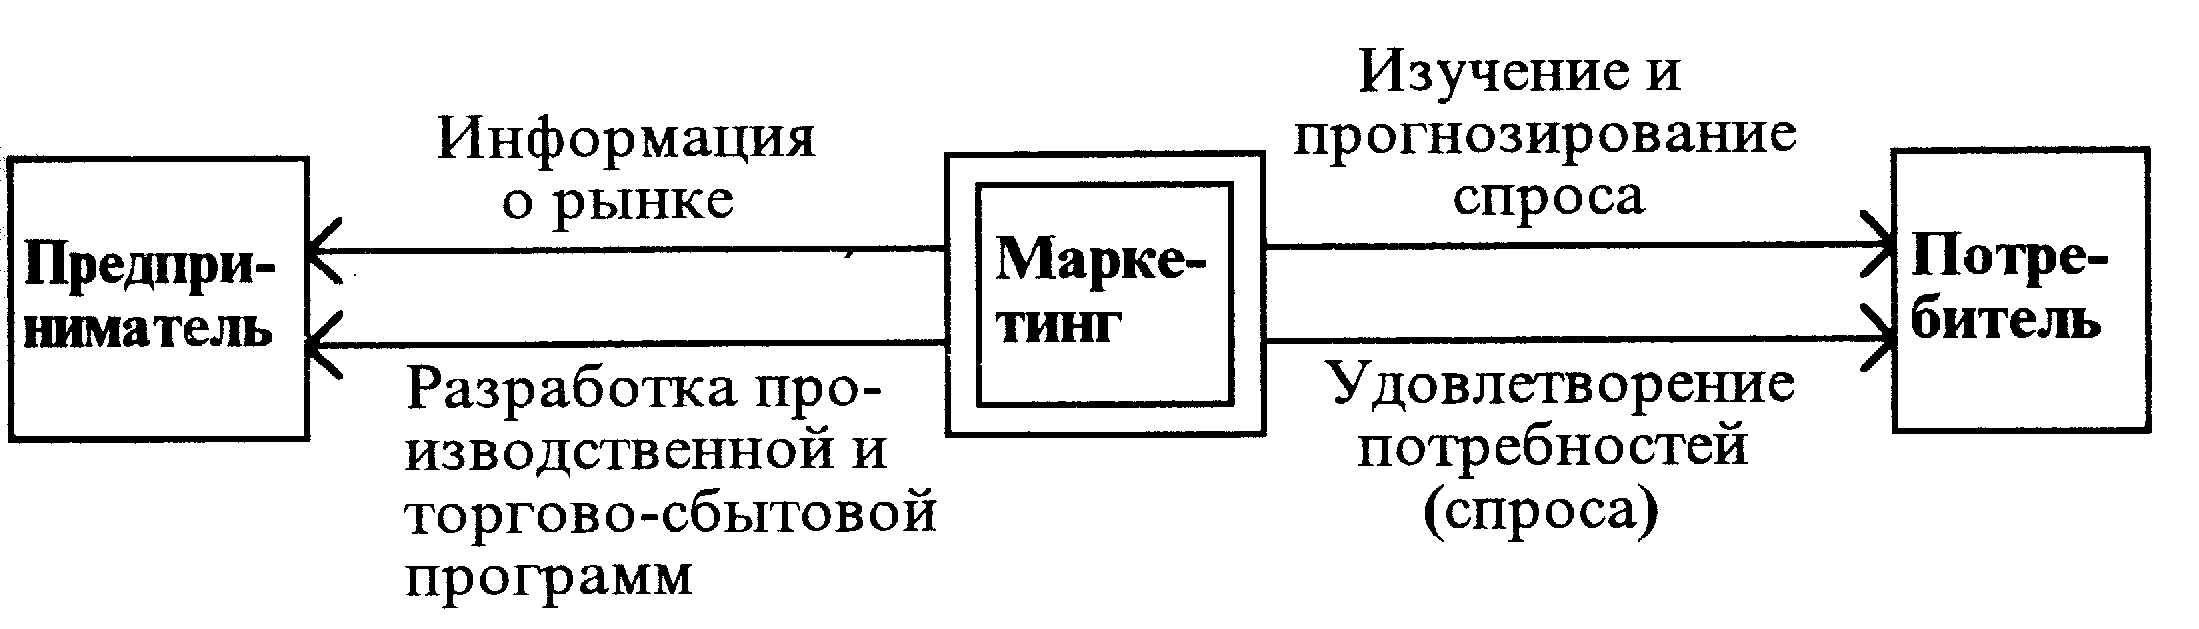 Предпри-
ниматель
Информация
о рынке
Разработка про-
изводственной и
торгово-сбытовой
программ
Марке-
тинг
Изучение и
прогнозирование
спроса
Удовлетворение
потребностей
(спроса)
Потре-
битель